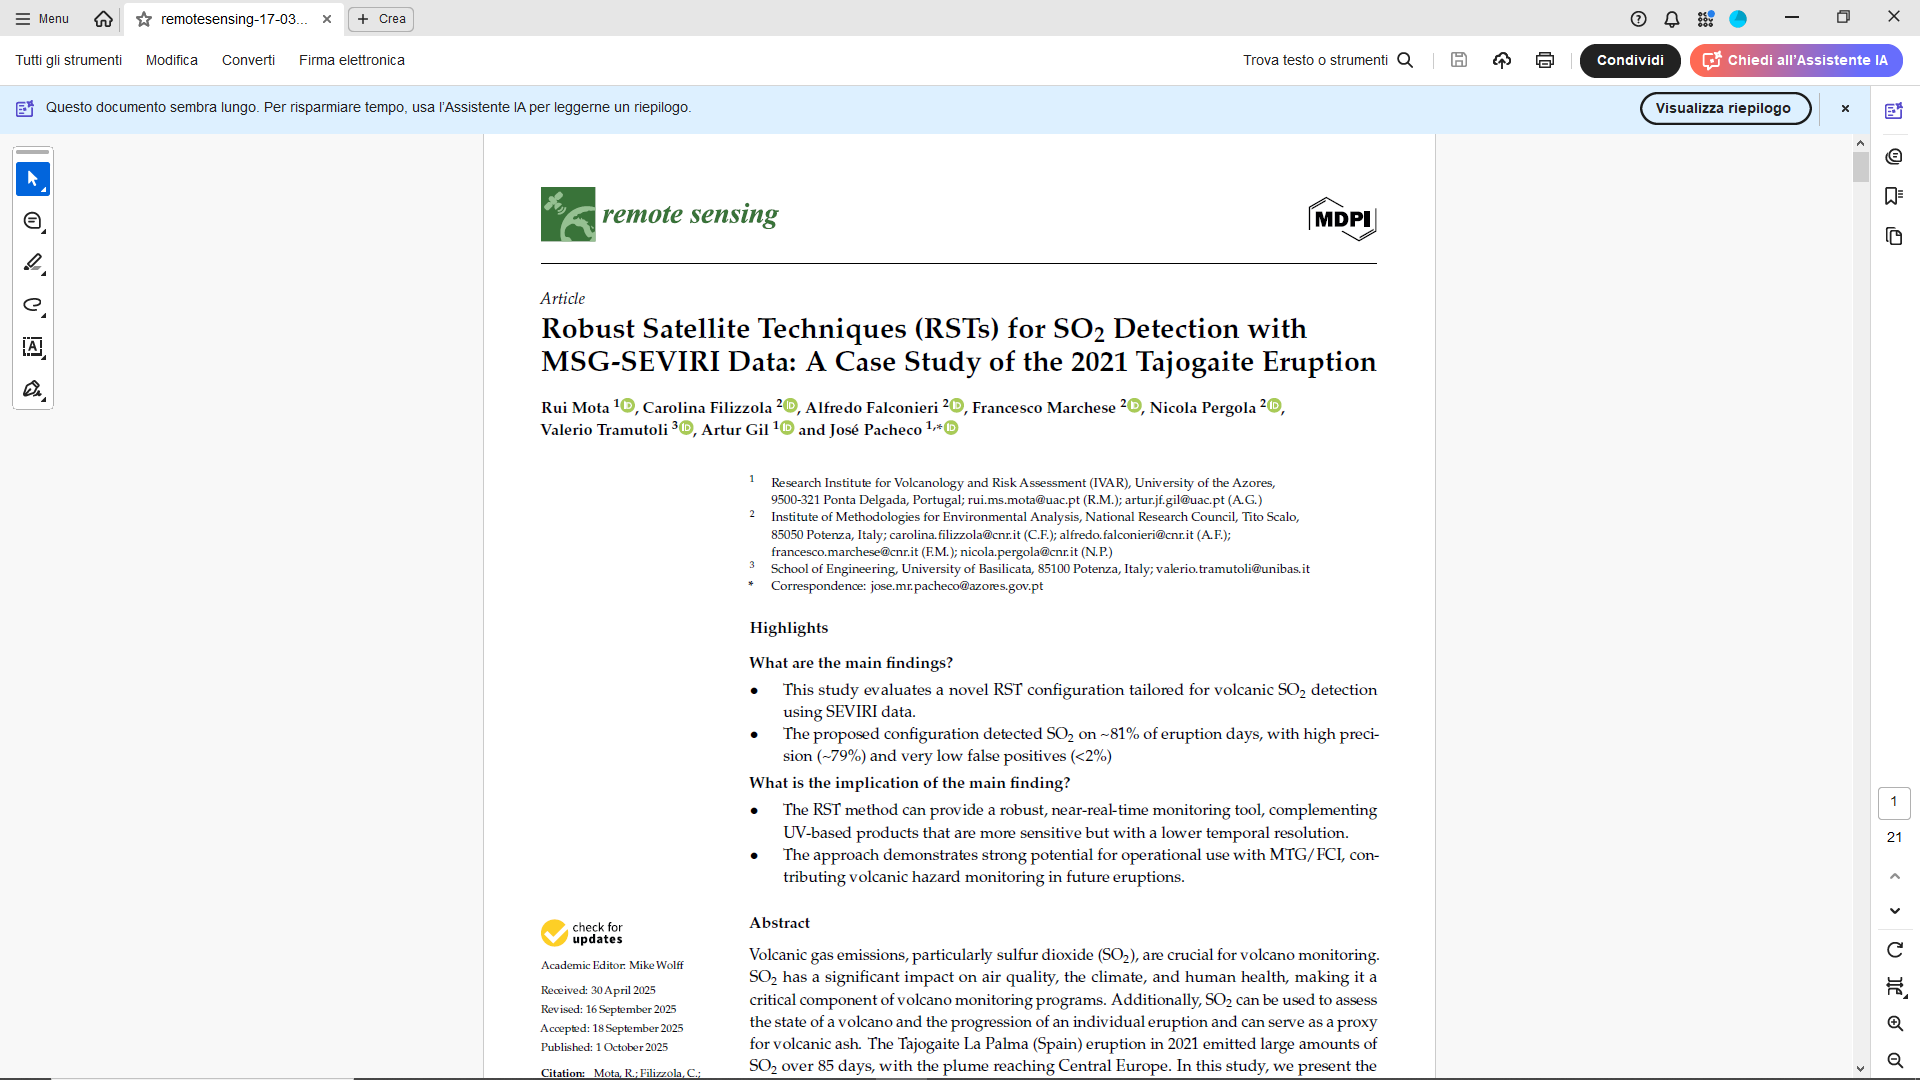 Menu
remotesensing-17-03...
Crea
Tutti gli strumenti Modifica Converti Firma elettronica
Trova testo o strumenti
Condividi
Chiedi all'Assistente IA
Questo documento sembra lungo. Per risparmiare tempo, usa l'Assistente IA per leggerne un riepilogo.
Visualizza riepilogo
remote sensing
MDPI
Article
Robust Satellite Techniques (RSTs) for SO2 Detection with
MSG-SEVIRI Data: A Case Study of the 2021 Tajogaite Eruption
Rui Mota 1, Carolina Filizzola 2, Alfredo Falconieri 2, Francesco Marchese 2, Nicola Pergola 2,
Valerio Tramutoli 3, Artur Gil 1 and José Pacheco 1,*
1 Research Institute for Volcanology and Risk Assessment (IVAR), University of the Azores,
9500-321 Ponta Delgada, Portugal; rui.ms.mota@uac.pt (R.M.); artur.jf.gil@uac.pt (A.G.)
2 Institute of Methodologies for Environmental Analysis, National Research Council, Tito Scalo,
85050 Potenza, Italy; carolina.filizzola@cnr.it (C.F.); alfredo.falconieri@cnr.it (A.F.);
francesco.marchese@cnr.it (F.M.); nicola.pergola@cnr.it (N.P.)
3 School of Engineering, University of Basilicata, 85100 Potenza, Italy; valerio.tramutoli@unibas.it
* Correspondence: jose.mr.pacheco@azores.gov.pt
Highlights
What are the main findings?
● This study evaluates a novel RST configuration tailored for volcanic SO2 detection
using SEVIRI data.
● The proposed configuration detected SO2 on ~81% of eruption days, with high preci-
sion (~79%) and very low false positives (<2%)
What is the implication of the main finding?
● The RST method can provide a robust, near-real-time monitoring tool, complementing
UV-based products that are more sensitive but with a lower temporal resolution.
● The approach demonstrates strong potential for operational use with MTG/FCI, con-
tributing volcanic hazard monitoring in future eruptions.
check for
updates
Academic Editor: Mike Wolff
Received: 30 April 2025
Revised: 16 September 2025
Accepted: 18 September 2025
Published: 1 October 2025
Citation: Mota, R.; Filizzola, C.;
Abstract
Volcanic gas emissions, particularly sulfur dioxide (SO2), are crucial for volcano monitoring.
SO2 has a significant impact on air quality, the climate, and human health, making it a
critical component of volcano monitoring programs. Additionally, SO2 can be used to assess
the state of a volcano and the progression of an individual eruption and can serve as a proxy
for volcanic ash. The Tajogaite La Palma (Spain) eruption in 2021 emitted large amounts of
SO2 over 85 days, with the plume reaching Central Europe. In this study, we present the
1
21